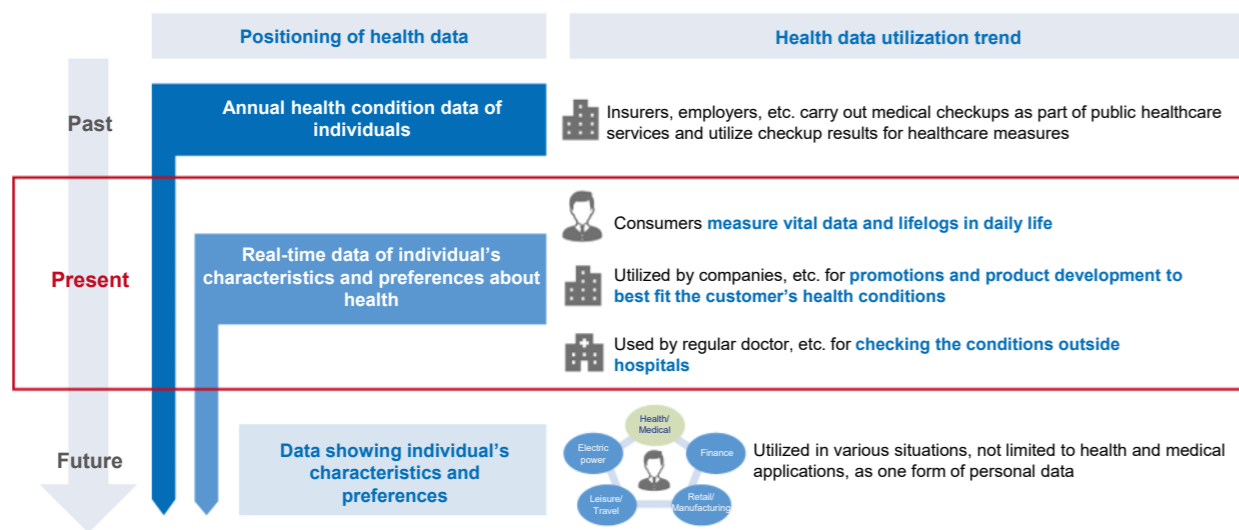 Positioning of health data
Health data utilization trend
Past
Annual health condition data of
individuals
Insurers, employers, etc. carry out medical checkups as part of public healthcare
services and utilize checkup results for healthcare measures
Present
Real-time data of individual’s
characteristics and preferences about
health
Consumers measure vital data and lifelogs in daily life
Utilized by companies, etc. for promotions and product development to
best fit the customer’s health conditions
Used by regular doctor, etc. for checking the conditions outside
hospitals
Future
Data showing individual’s
characteristics and
preferences
Health/
Medical
Electric
power
Finance
Leisure/
Travel
Retail/
Manufacturing
Utilized in various situations, not limited to health and medical
applications, as one form of personal data